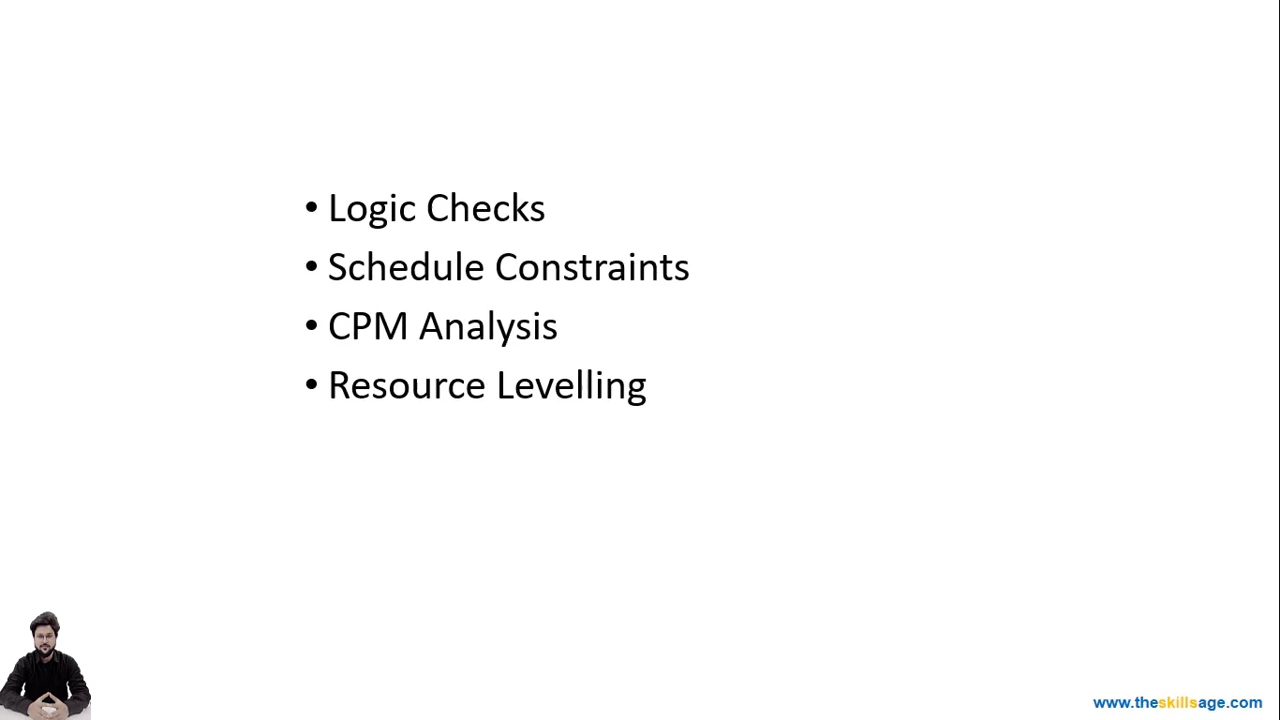 • Logic Checks
• Schedule Constraints
• CPM Analysis
• Resource Levelling
www.theskillsage.com